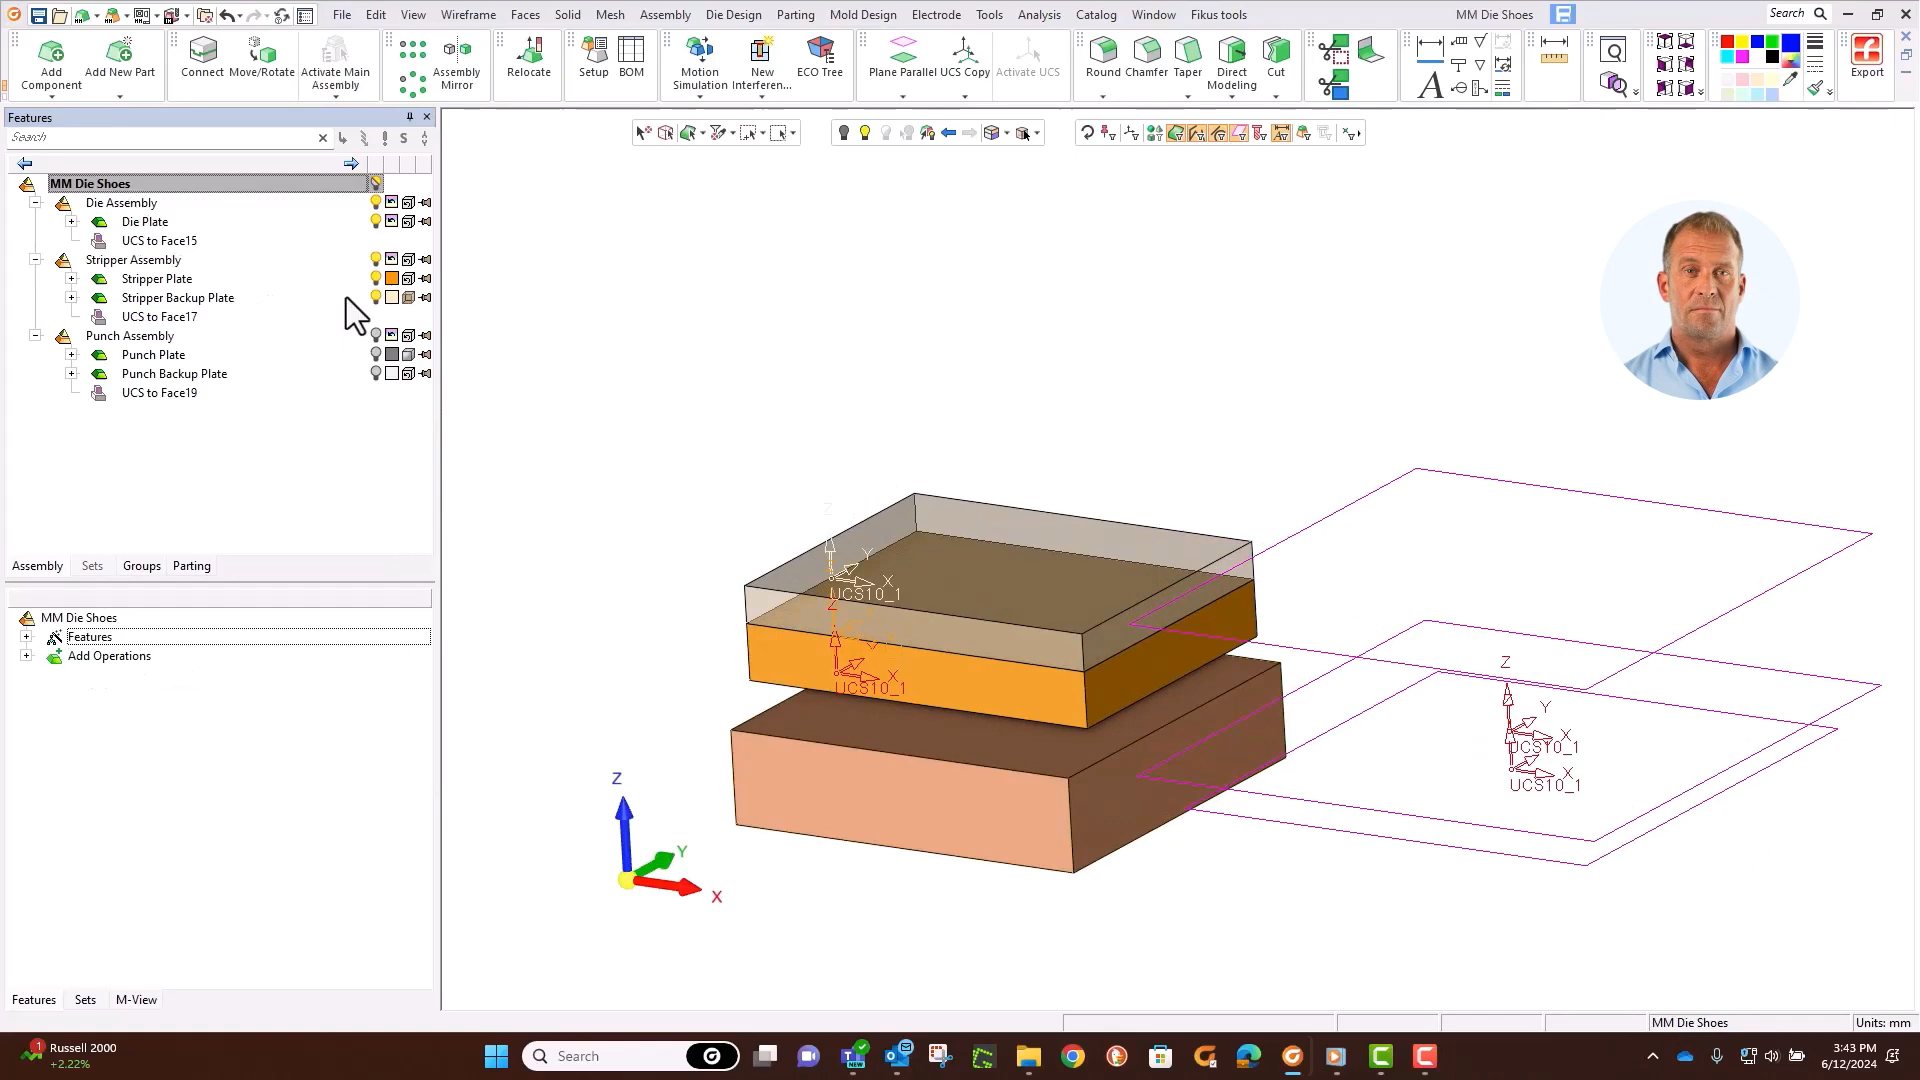 File Edit View Wireframe Faces Solid Mesh Assembly Die Design Parting Mold Design Electrode Tools Analysis Catalog Window Fikus tools MM Die Shoes Search
Add Component
Add New Part
Connect
Move/Rotate
Activate Main Assembly
Assembly Mirror
Relocate
Setup
BOM
Motion Simulation
New Interferen...
ECO Tree
Plane Parallel
UCS Copy
Activate UCS
Round
Chamfer
Taper
Direct Modeling
Cut
Export
Features
Search
S
MM Die Shoes
Die Assembly
Die Plate
UCS to Face15
Stripper Assembly
Stripper Plate
Stripper Backup Plate
UCS to Face17
Punch Assembly
Punch Plate
Punch Backup Plate
UCS to Face19
Assembly Sets Groups Parting
MM Die Shoes
Features
Add Operations
Features Sets M-View
Z
Y
X
UCS10_1
Z
X
UCS10_1
Z
Y
X
UCS10_1
X
UCS10_1
Z
Y
X
MM Die Shoes Units: mm
1
Russell 2000
+2.22%
Search
NEW
3:43 PM
6/12/2024